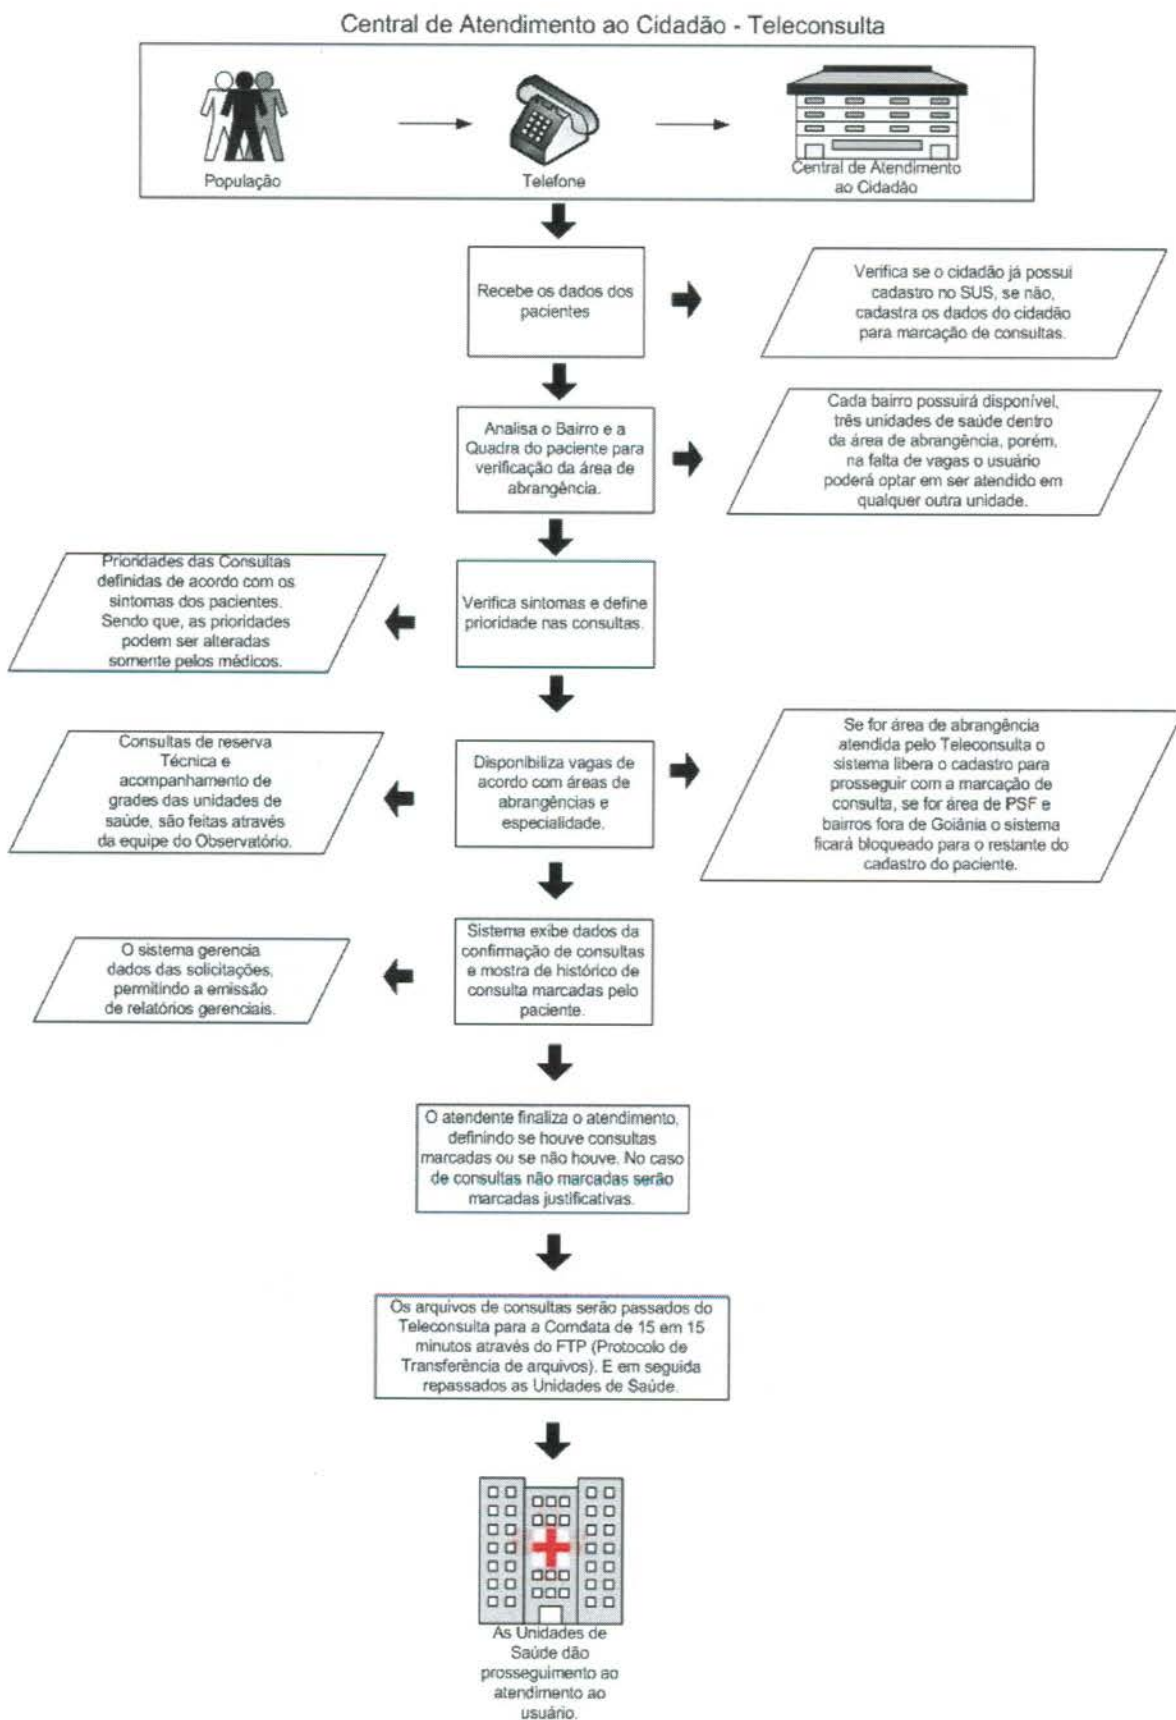 Central de Atendimento ao Cidadão - Teleconsulta
População
Telefone
Central de Atendimento
ao Cidadão
Recebe os dados dos
pacientes
Verifica se o cidadão já possui
cadastro no SUS, se não,
cadastra os dados do cidadão
para marcação de consultas.
Analisa o Bairro e a
Quadra do paciente para
verificação da área de
abrangência.
Cada bairro possuirá disponível,
três unidades de saúde dentro
da área de abrangência, porém,
na falta de vagas o usuário
poderá optar em ser atendido em
qualquer outra unidade.
Prioridades das Consultas
definidas de acordo com os
sintomas dos pacientes.
Sendo que, as prioridades
podem ser alteradas
somente pelos médicos.
Verifica sintomas e define
prioridade nas consultas.
Consultas de reserva
Técnica e
acompanhamento de
grades das unidades de
saúde, são feitas através
da equipe do Observatório.
Disponibiliza vagas de
acordo com áreas de
abrangências e
especialidade.
Se for área de abrangência
atendida pelo Teleconsulta o
sistema libera o cadastro para
prosseguir com a marcação de
consulta, se for área de PSF e
bairros fora de Goiânia o sistema
ficará bloqueado para o restante do
cadastro do paciente.
O sistema gerencia
dados das solicitações,
permitindo a emissão
de relatórios gerenciais.
Sistema exibe dados da
confirmação de consultas
e mostra de histórico de
consulta marcadas pelo
paciente.
O atendente finaliza o atendimento,
definindo se houve consultas
marcadas ou se não houve. No caso
de consultas não marcadas serão
marcadas justificativas.
Os arquivos de consultas serão passados do
Teleconsulta para a Comdata de 15 em 15
minutos através do FTP (Protocolo de
Transferência de arquivos). E em seguida
repassados as Unidades de Saúde.
As Unidades de
Saúde dão
prosseguimento ao
atendimento ao
usuário.